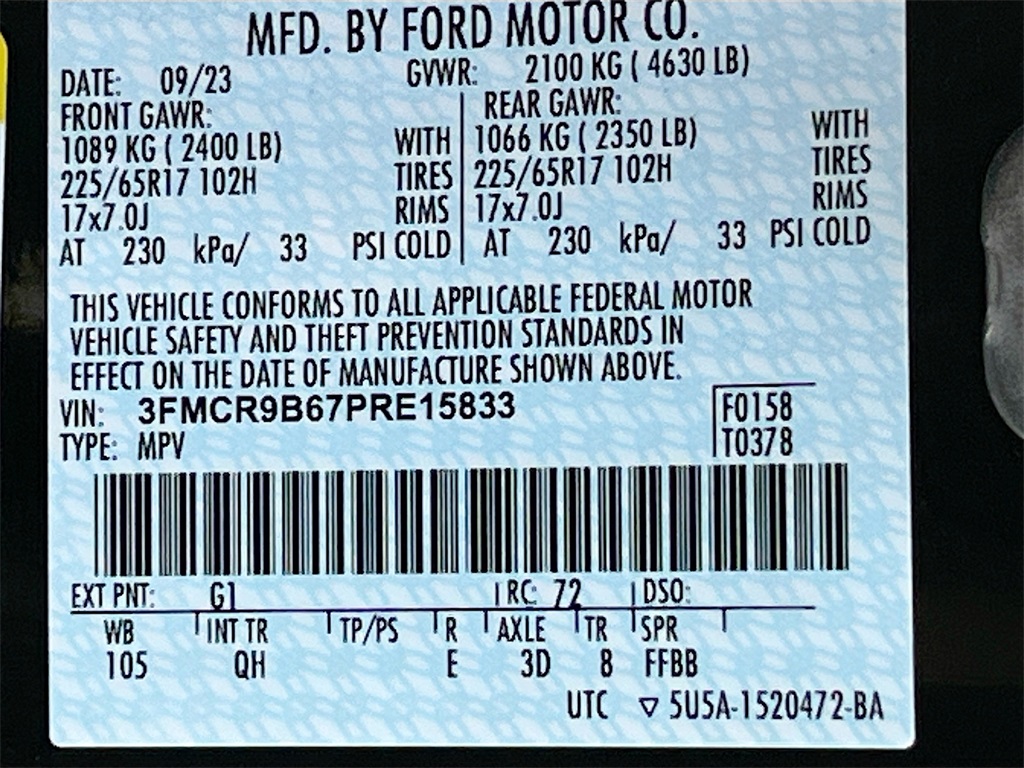 MFD. BY FORD MOTOR CO.
DATE: 09/23 GVWR: 2100 KG ( 4630 LB)
FRONT GAWR: REAR GAWR:
1089 KG ( 2400 LB) WITH 1066 KG ( 2350 LB) WITH
225/65R17 102H TIRES 225/65R17 102H TIRES
17x7.0J RIMS 17x7.0J RIMS
AT 230 kPa/ 33 PSI COLD AT 230 kPa/ 33 PSI COLD
THIS VEHICLE CONFORMS TO ALL APPLICABLE FEDERAL MOTOR
VEHICLE SAFETY AND THEFT PREVENTION STANDARDS IN
EFFECT ON THE DATE OF MANUFACTURE SHOWN ABOVE.
VIN: 3FMCR9B67PRE15833 F0158
TYPE: MPV T0378
EXT PNT: G1 RC: 72 DSO:
WB INT TR TP/PS R AXLE TR SPR
105 QH E 3D 8 FFBB
UTC ▽ 5U5A-1520472-BA